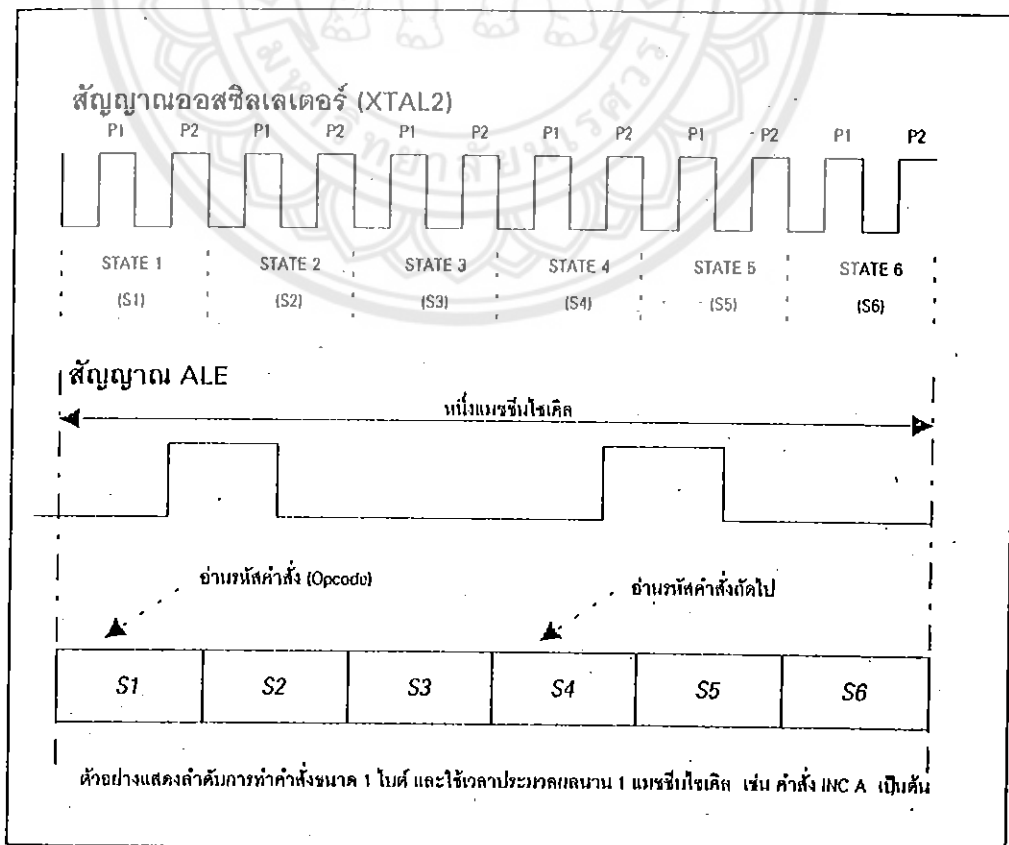 สัญญาณออสซิลเลเตอร์ (XTAL2)
P1 P2 P1 P2 P1 P2 P1 P2 P1 P2 P1 P2
STATE 1 STATE 2 STATE 3 STATE 4 STATE 5 STATE 6
(S1) (S2) (S3) (S4) (S5) (S6)
สัญญาณ ALE
หนึ่งแมชชีนไซเคิล
อ่านรหัสคำสั่ง (Opcode)
อ่านรหัสคำสั่งถัดไป
S1 S2 S3 S4 S5 S6
ตัวอย่างแสดงลำดับการทำคำสั่งขนาด 1 ไบต์ และใช้เวลาประมวลผลนาน 1 แมชชีนไซเคิล เช่น คำสั่ง INC A เป็นต้น